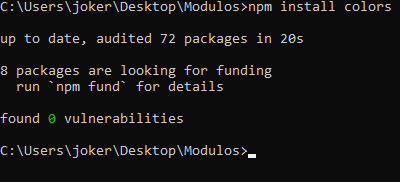 C:\Users\joker\Desktop\Modulos>npm install colors
up to date, audited 72 packages in 20s
8 packages are looking for funding
  run `npm fund` for details
found 0 vulnerabilities
C:\Users\joker\Desktop\Modulos>